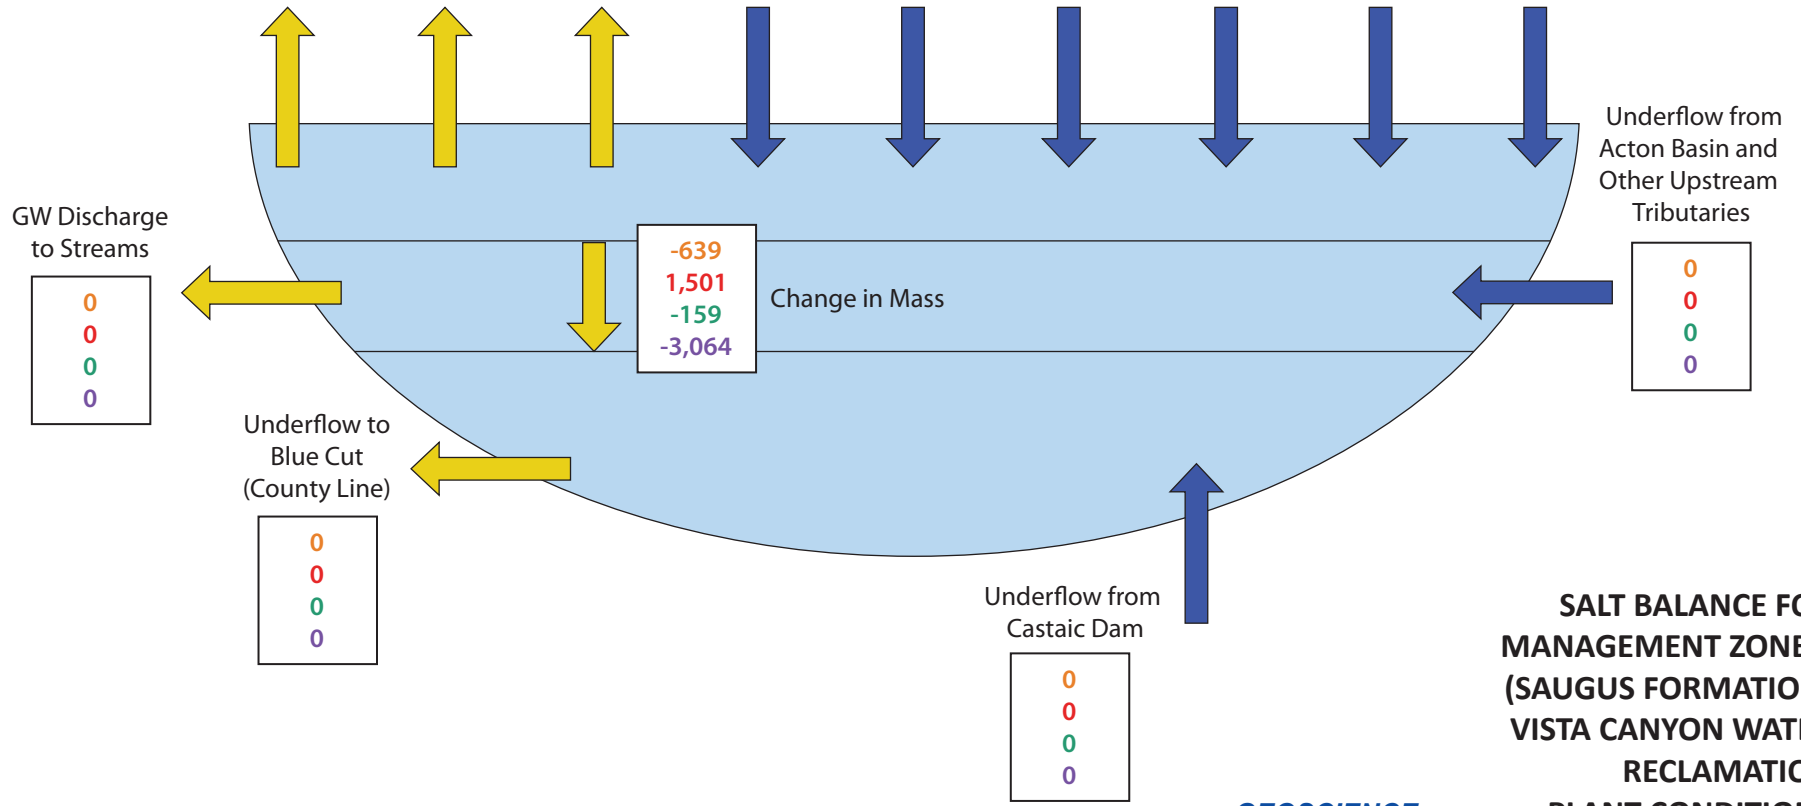 Underflow from
Acton Basin and
Other Upstream
Tributaries
0
0
0
0
GW Discharge
to Streams
0
0
0
0
-639
1,501
-159
-3,064
Change in Mass
Underflow to
Blue Cut
(County Line)
0
0
0
0
Underflow from
Castaic Dam
0
0
0
0
SALT BALANCE FO
MANAGEMENT ZONE
(SAUGUS FORMATIO
VISTA CANYON WAT
RECLAMATIO
PLANT CONDITION
GEOSCIENCE